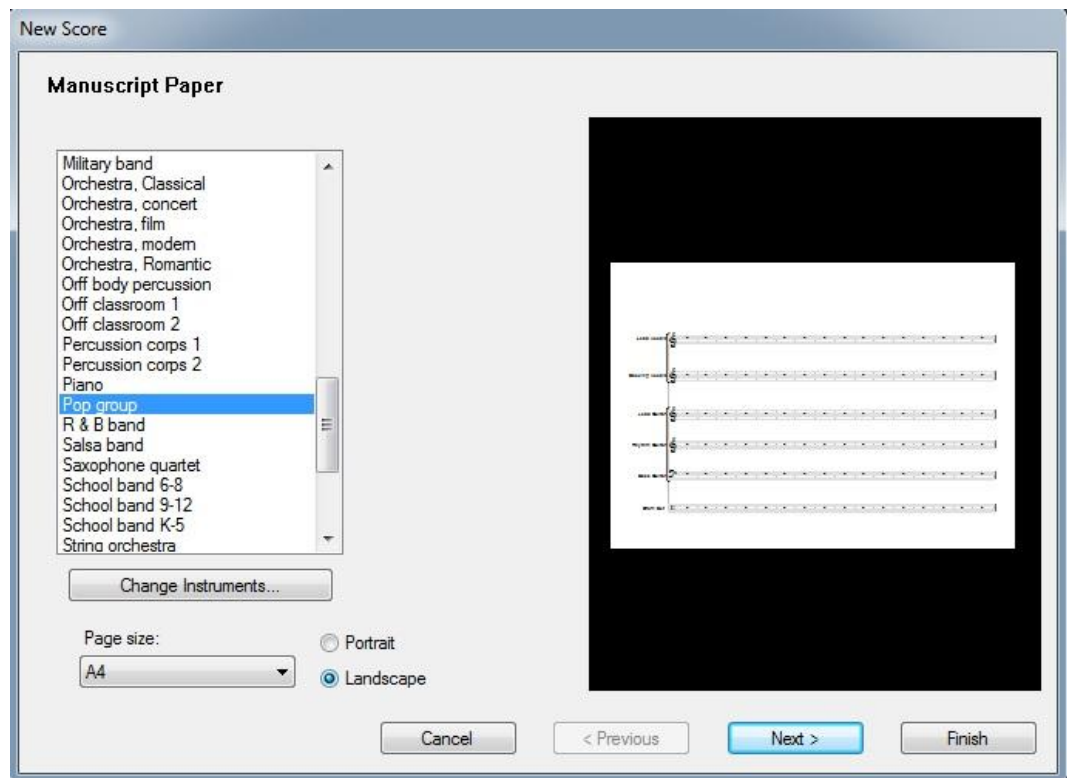 New Score
Manuscript Paper
Military band
Orchestra, Classical
Orchestra, concert
Orchestra, film
Orchestra, modern
Orchestra, Romantic
Orff body percussion
Orff classroom 1
Orff classroom 2
Percussion corps 1
Percussion corps 2
Piano
Pop group
R & B band
Salsa band
Saxophone quartet
School band 6-8
School band 9-12
School band K-5
String orchestra
Change Instruments...
Page size:
A4
Portrait
Landscape
Cancel
< Previous
Next >
Finish